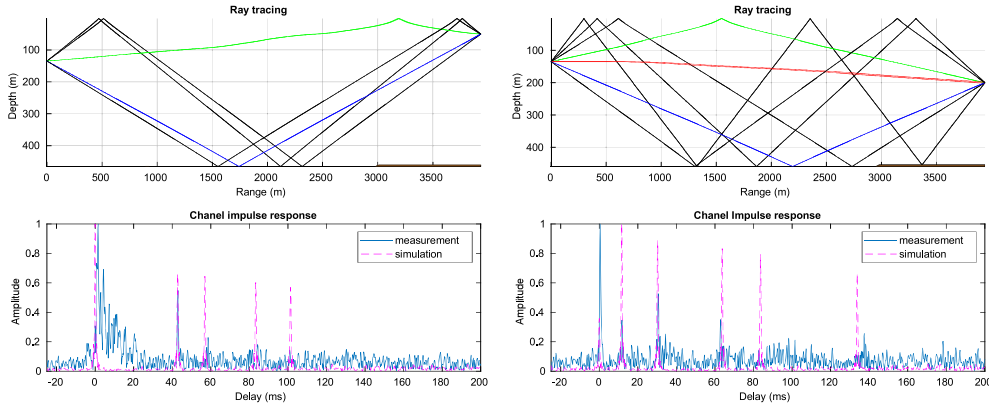 Ray tracing
100
200
300
400
Depth (m)
0 500 1000 1500 2000 2500 3000 3500
Range (m)
Ray tracing
100
200
300
400
Depth (m)
0 500 1000 1500 2000 2500 3000 3500
Range (m)
Chanel impulse response
1
0.8
0.6
0.4
0.2
0
Amplitude
measurement
simulation
-20 0 20 40 60 80 100 120 140 160 180 200
Delay (ms)
Chanel Impulse response
1
0.8
0.6
0.4
0.2
0
Amplitude
measurement
simulation
-20 0 20 40 60 80 100 120 140 160 180 200
Delay (ms)